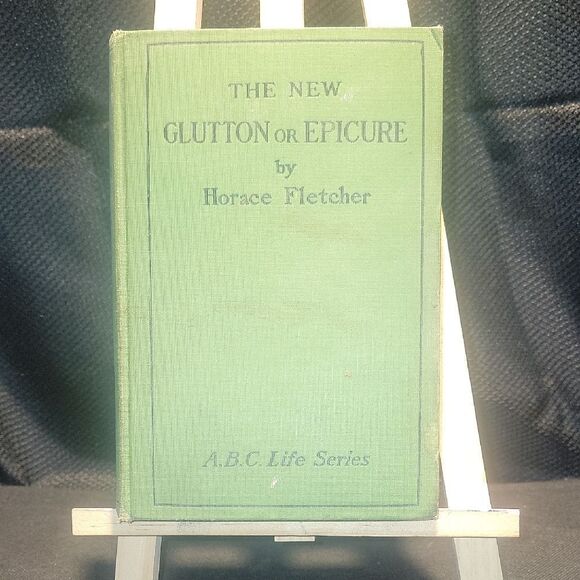 THE NEW
GLUTTON OR EPICURE
by
Horace Fletcher
A.B.C. Life Series